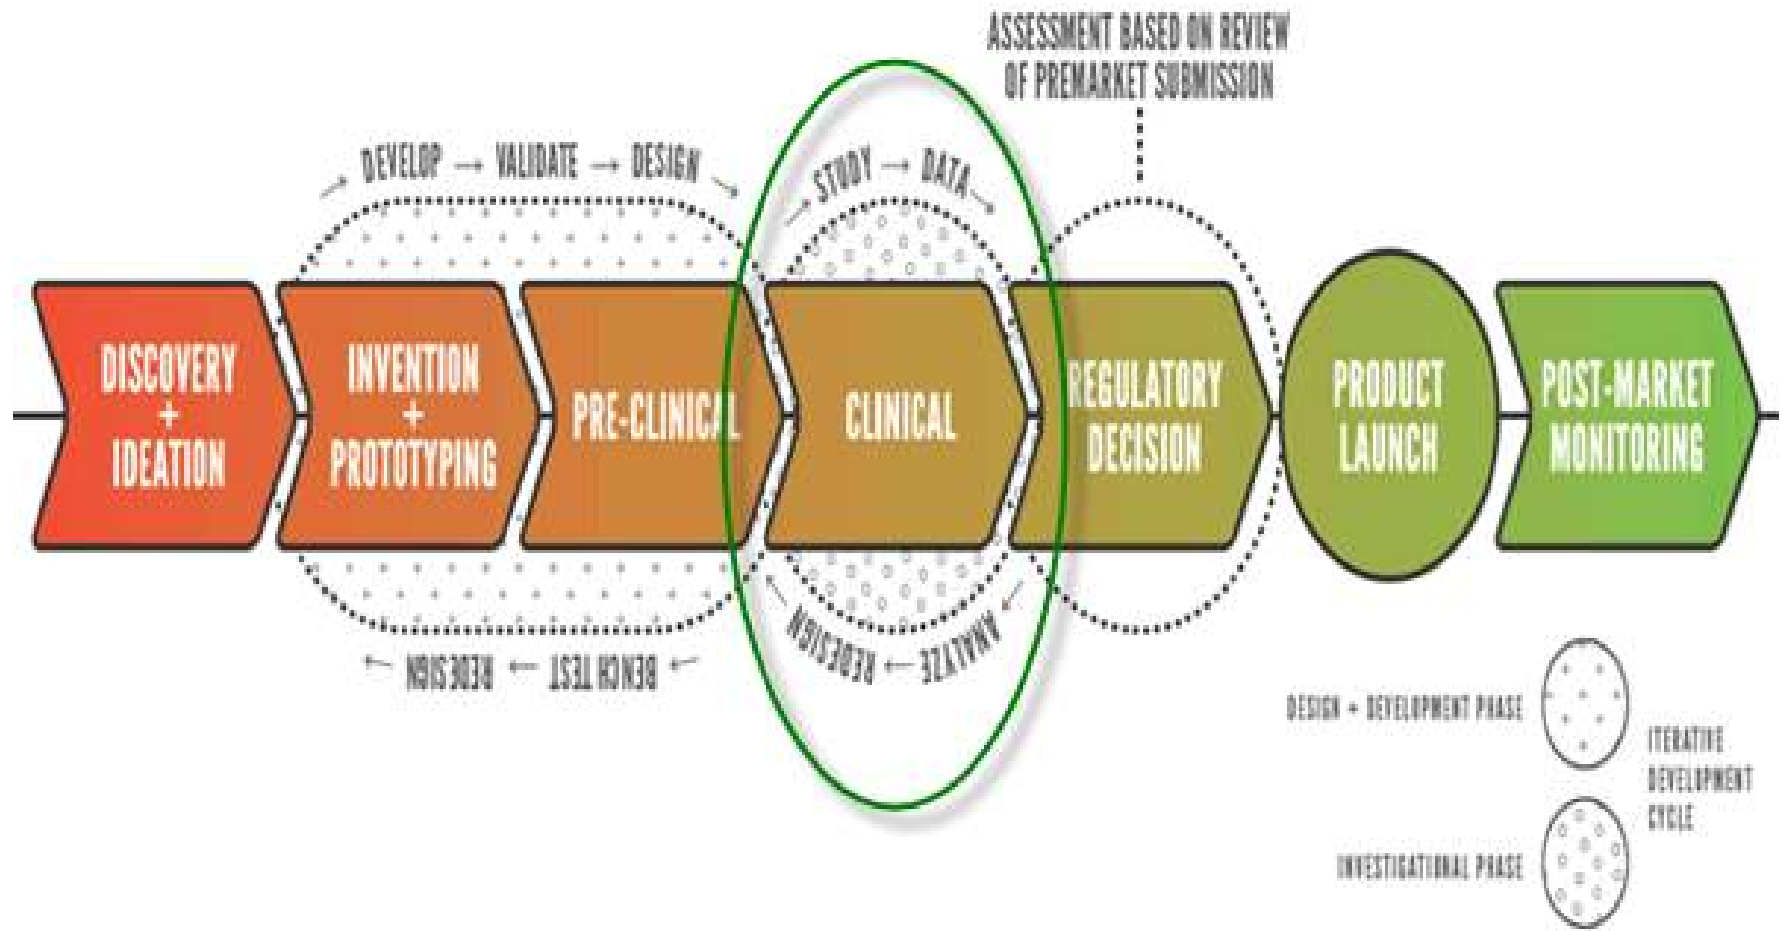 ASSESSMENT BASED ON REVIEW
OF PREMARKET SUBMISSION
→ DEVELOP → VALIDATE → DESIGN →
→ STUDY → DATA →
DISCOVERY
+
IDEATION
INVENTION
+
PROTOTYPING
PRE-CLINICAL
CLINICAL
REGULATORY
DECISION
PRODUCT
LAUNCH
POST-MARKET
MONITORING
→ BENCH TEST → REDESIGN →
→ ANALYZE → REDESIGN →
DESIGN + DEVELOPMENT PHASE
ITERATIVE
DEVELOPMENT
CYCLE
INVESTIGATIONAL PHASE